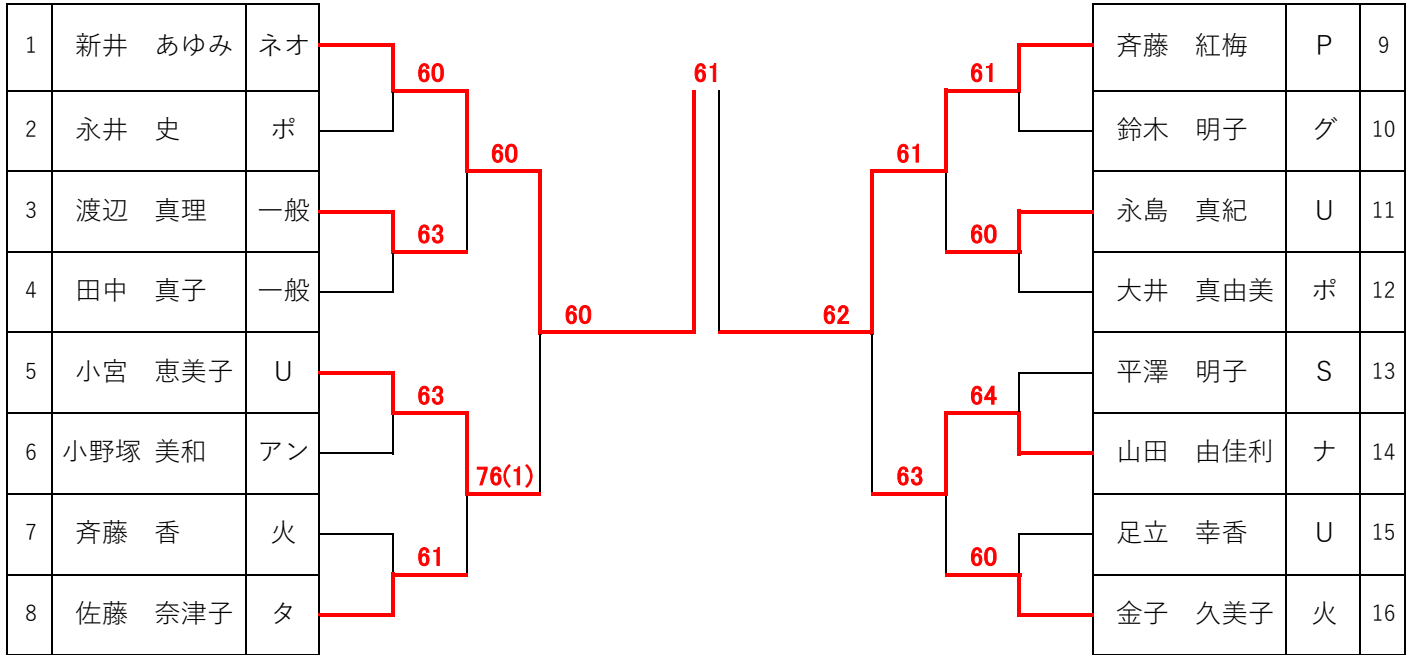 1 新井 あゆみ ネオ
2 永井 史 ポ
3 渡辺 真理 一般
4 田中 真子 一般
5 小宮 恵美子 U
6 小野塚 美和 アン
7 斉藤 香 火
8 佐藤 奈津子 タ
60
63
63
61
60
76(1)
60
61
62
61
63
61
60
64
60
斉藤 紅梅 P 9
鈴木 明子 グ 10
永島 真紀 U 11
大井 真由美 ポ 12
平澤 明子 S 13
山田 由佳利 ナ 14
足立 幸香 U 15
金子 久美子 火 16